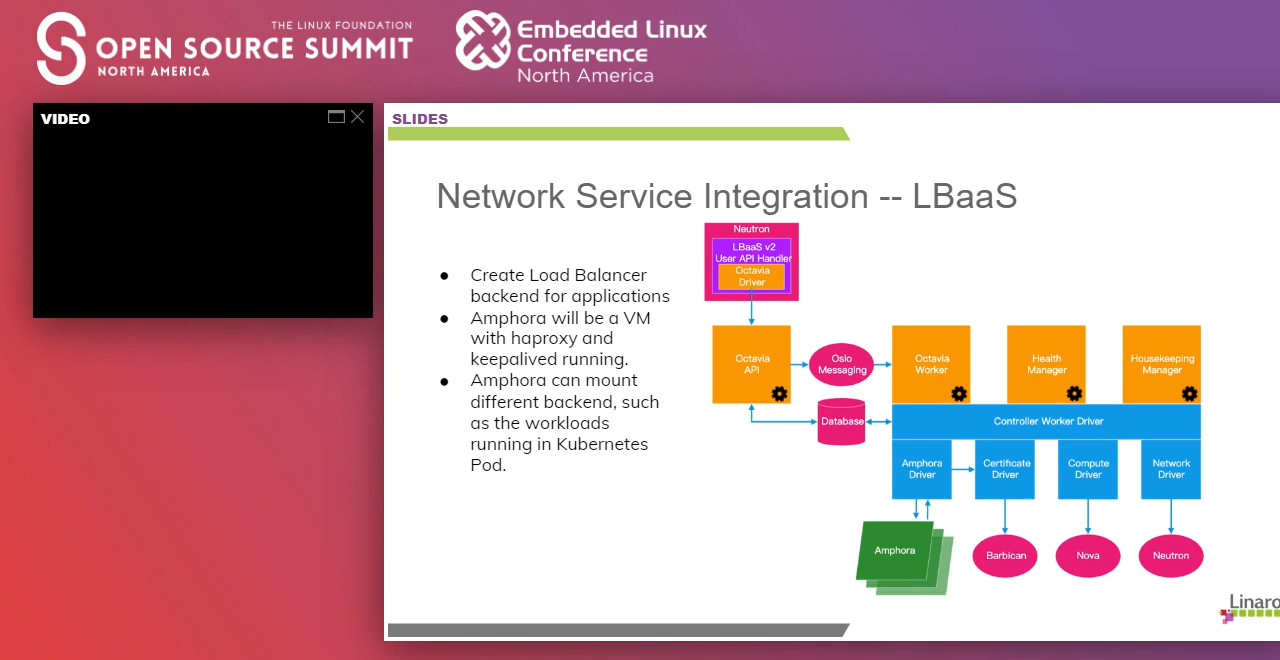 THE LINUX FOUNDATION
OPEN SOURCE SUMMIT
NORTH AMERICA
Embedded Linux
Conference
North America
VIDEO
SLIDES
Network Service Integration -- LBaaS
● Create Load Balancer
backend for applications
● Amphora will be a VM
with haproxy and
keepalived running.
● Amphora can mount
different backend, such
as the workloads
running in Kubernetes
Pod.
Neutron
LBaaS v2
User API Handler
Octavia
Driver
Octavia
API
Oslo
Messaging
Octavia
Worker
Health
Manager
Housekeeping
Manager
Database
Controller Worker Driver
Amphora
Driver
Certificate
Driver
Compute
Driver
Network
Driver
Amphora
Barbican
Nova
Neutron
Linaro